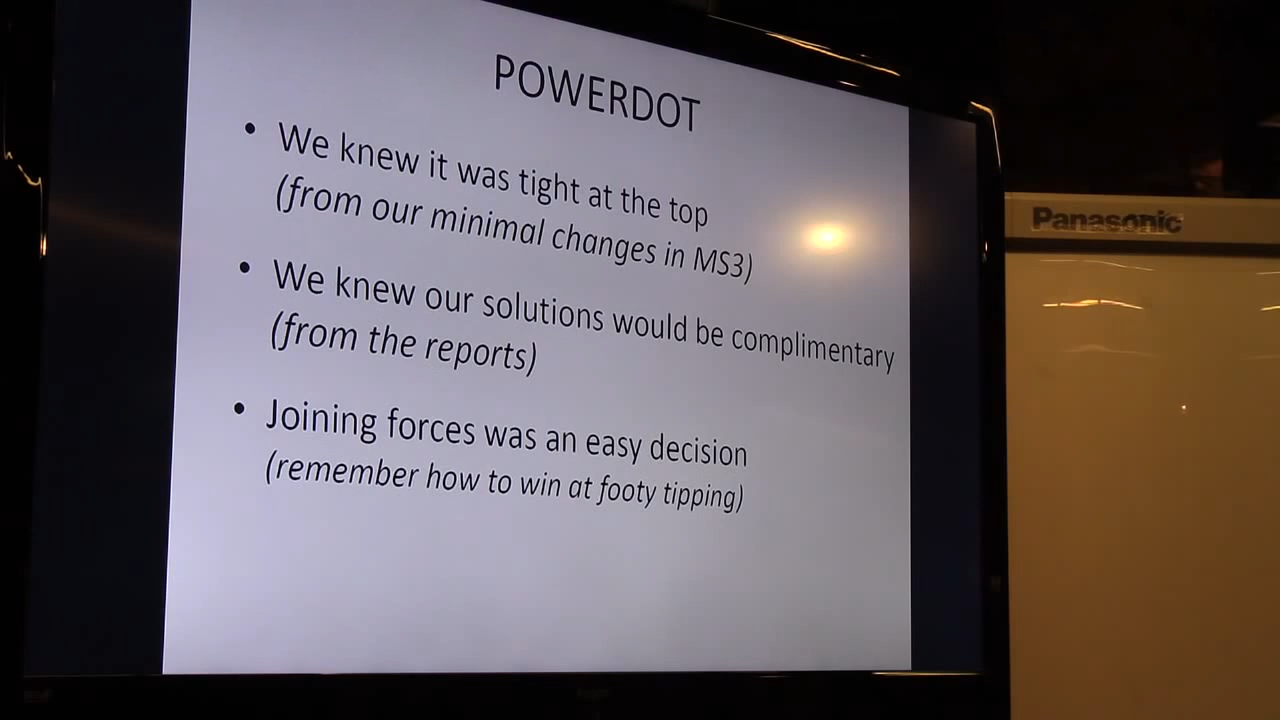 POWERDOT
• We knew it was tight at the top
(from our minimal changes in MS3)
• We knew our solutions would be complimentary
(from the reports)
• Joining forces was an easy decision
(remember how to win at footy tipping)
Panasonic